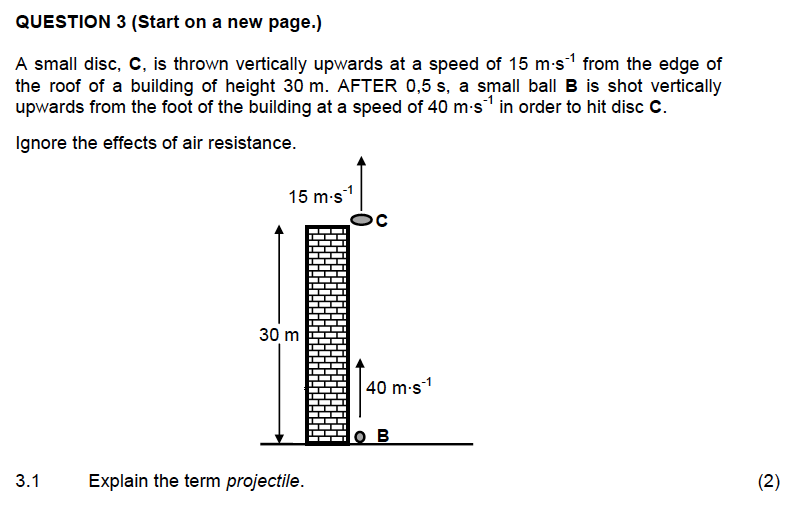 QUESTION 3 (Start on a new page.)
A small disc, C, is thrown vertically upwards at a speed of 15 m·s⁻¹ from the edge of
the roof of a building of height 30 m. AFTER 0,5 s, a small ball B is shot vertically
upwards from the foot of the building at a speed of 40 m·s⁻¹ in order to hit disc C.
Ignore the effects of air resistance.
15 m·s⁻¹
C
30 m
40 m·s⁻¹
B
3.1 Explain the term projectile. (2)